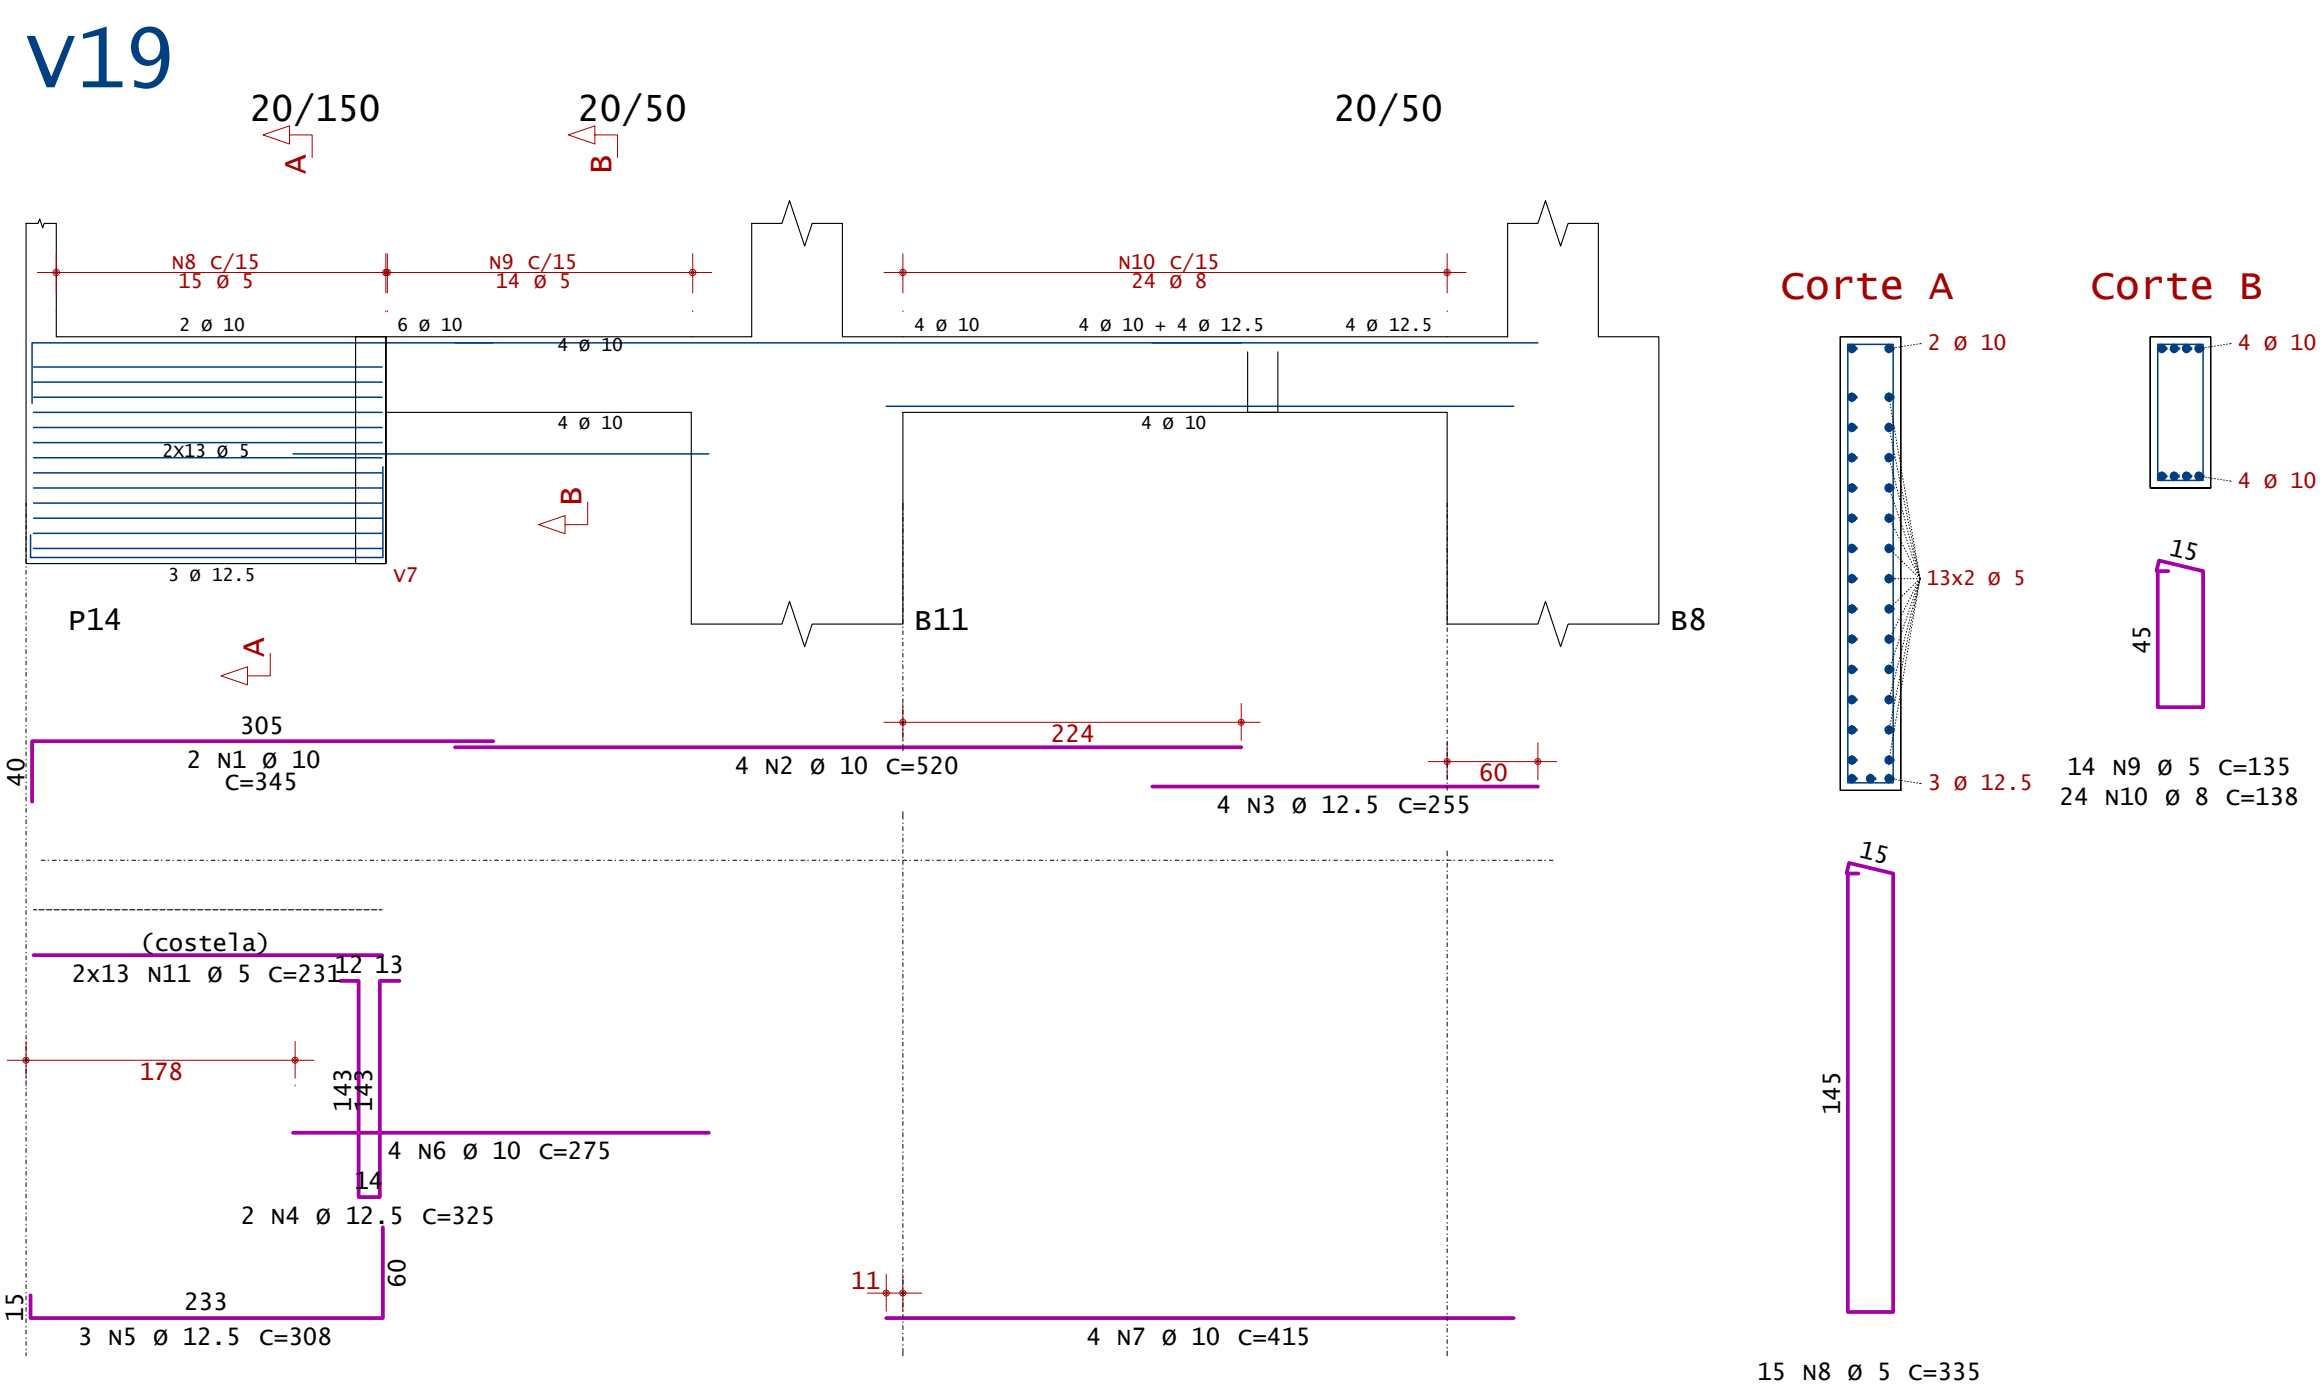 V19
20/150
20/50
20/50
A
B
N8 C/15
15 Ø 5
N9 C/15
14 Ø 5
N10 C/15
24 Ø 8
2 Ø 10
6 Ø 10
4 Ø 10
4 Ø 10
4 Ø 10 + 4 Ø 12.5
4 Ø 12.5
2X13 Ø 5
4 Ø 10
4 Ø 10
B
3 Ø 12.5
V7
P14
B11
B8
A
305
40
2 N1 Ø 10
C=345
4 N2 Ø 10 C=520
224
60
4 N3 Ø 12.5 C=255
(costela)
2x13 N11 Ø 5 C=231
12 13
178
143
143
4 N6 Ø 10 C=275
14
2 N4 Ø 12.5 C=325
60
15
233
3 N5 Ø 12.5 C=308
11
4 N7 Ø 10 C=415
Corte A
2 Ø 10
13x2 Ø 5
3 Ø 12.5
15
145
15 N8 Ø 5 C=335
Corte B
4 Ø 10
4 Ø 10
15
45
14 N9 Ø 5 C=135
24 N10 Ø 8 C=138